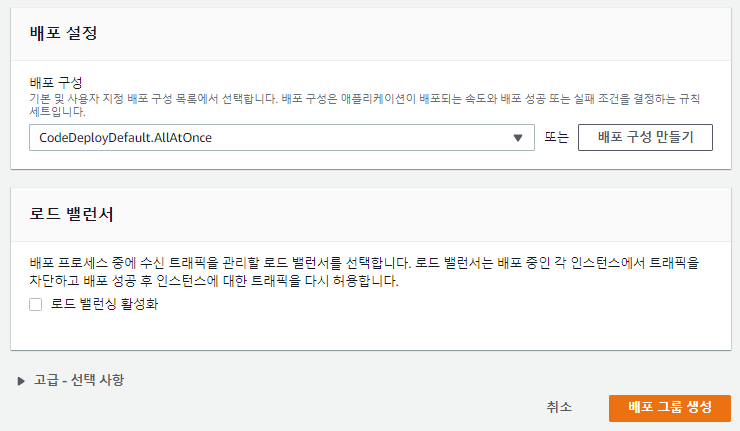 배포 설정
배포 구성
기본 및 사용자 지정 배포 구성 목록에서 선택합니다. 배포 구성은 애플리케이션이 배포되는 속도와 배포 성공 또는 실패 조건을 결정하는 규칙
세트입니다.
CodeDeployDefault.AllAtOnce 또는 배포 구성 만들기
로드 밸런서
배포 프로세스 중에 수신 트래픽을 관리할 로드 밸런서를 선택합니다. 로드 밸런서는 배포 중인 각 인스턴스에서 트래픽을
차단하고 배포 성공 후 인스턴스에 대한 트래픽을 다시 허용합니다.
로드 밸런싱 활성화
고급 - 선택 사항
취소 배포 그룹 생성